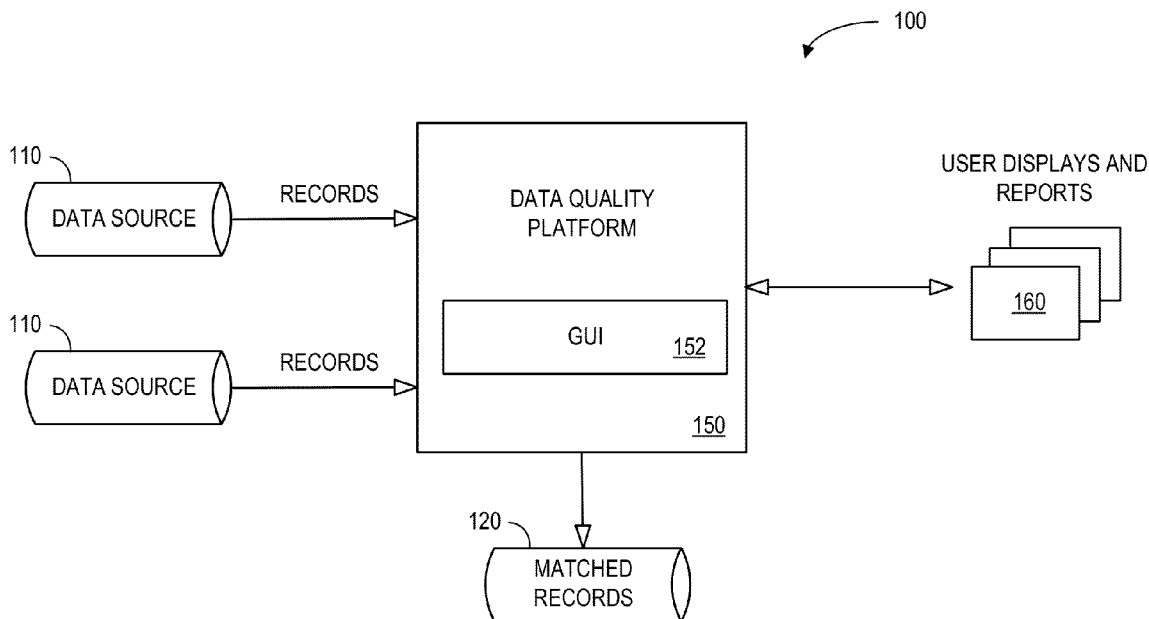 100
110
DATA SOURCE
RECORDS
110
DATA SOURCE
RECORDS
DATA QUALITY
PLATFORM
GUI
152
150
USER DISPLAYS AND
REPORTS
160
120
MATCHED
RECORDS